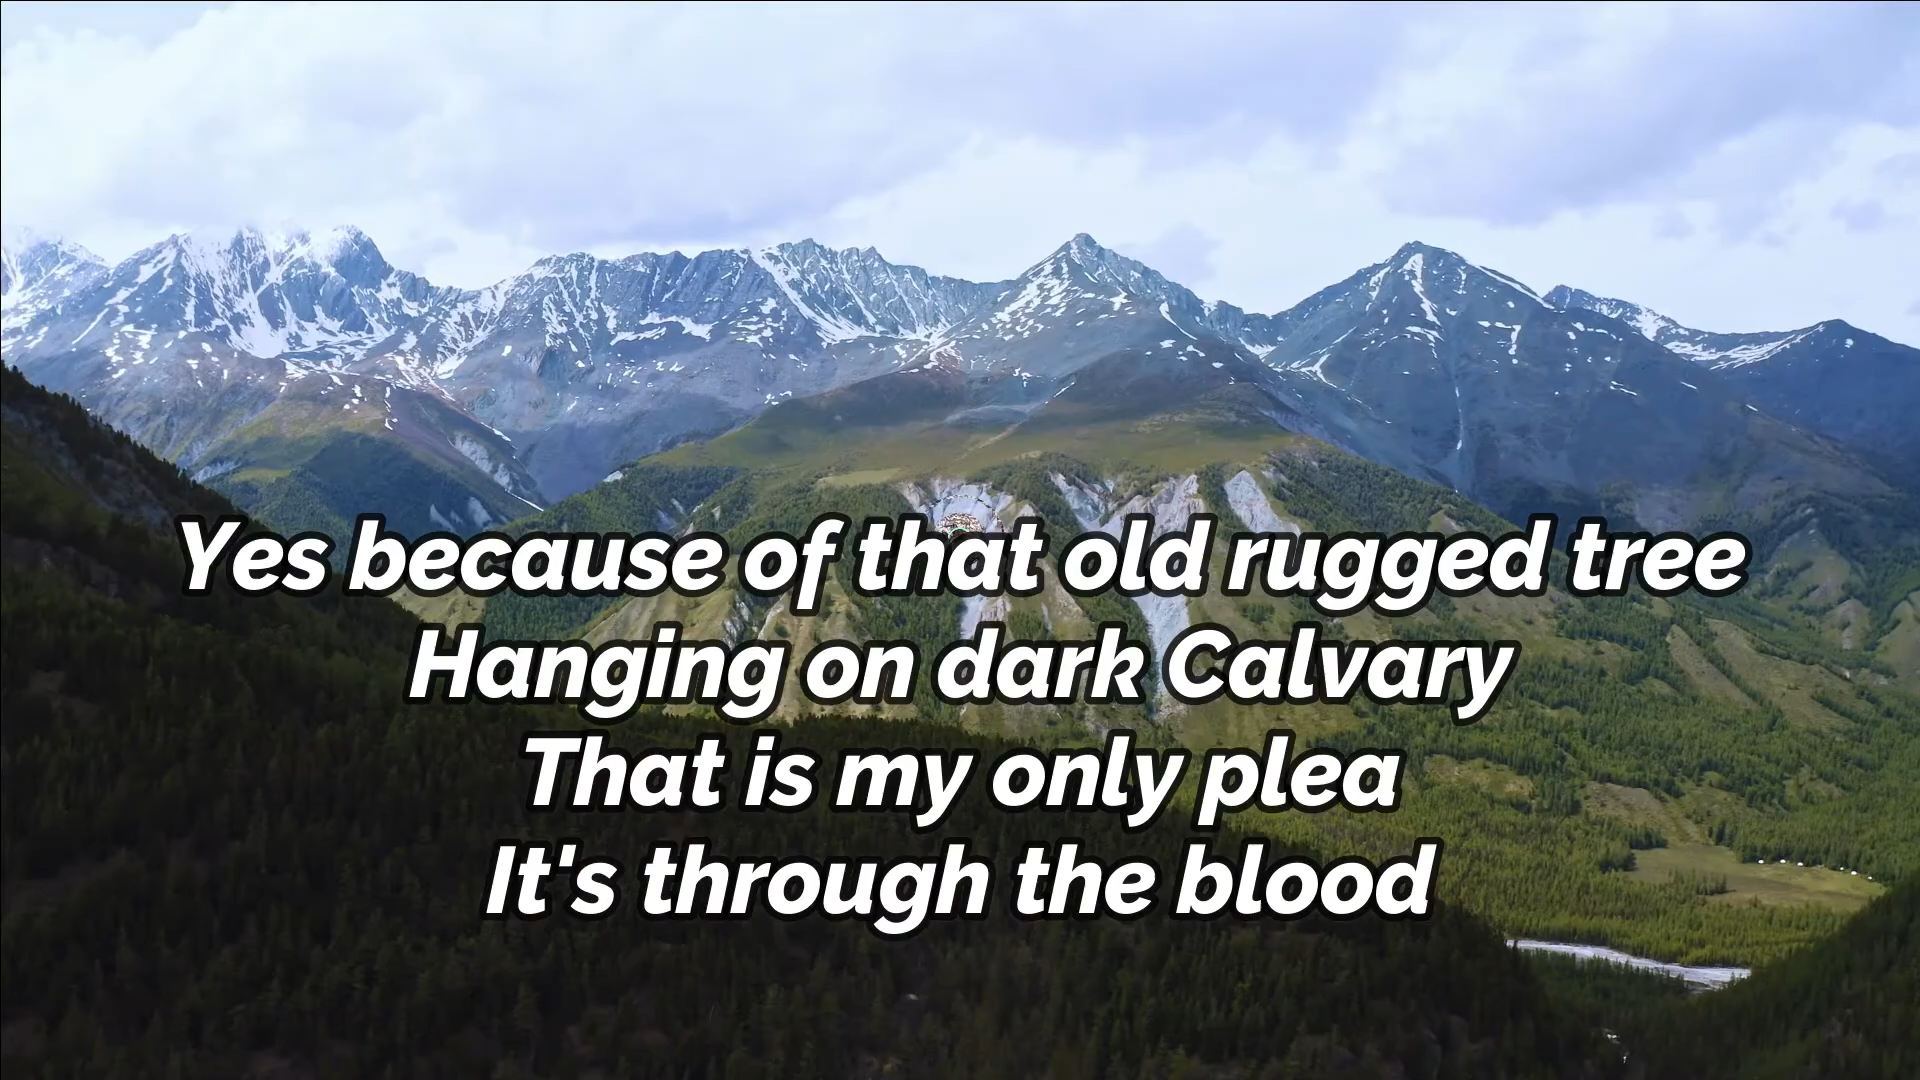 Yes because of that old rugged tree
Hanging on dark Calvary
That is my only plea
It's through the blood